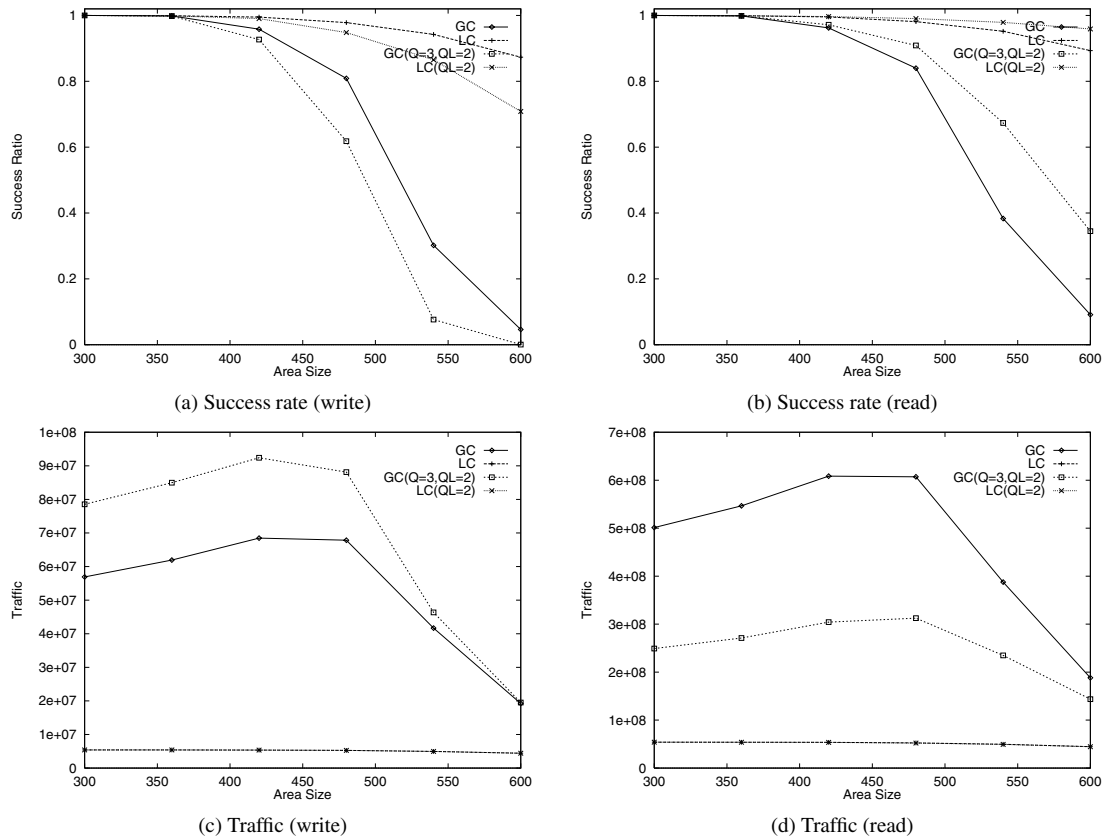 1
0.8
0.6
0.4
0.2
0
Success Ratio
300 350 400 450 500 550 600
Area Size
GC
LC
GC(Q=3,QL=2)
LC(QL=2)
(a) Success rate (write)
1
0.8
0.6
0.4
0.2
0
Success Ratio
300 350 400 450 500 550 600
Area Size
GC
LC
GC(Q=3,QL=2)
LC(QL=2)
(b) Success rate (read)
1e+08
9e+07
8e+07
7e+07
6e+07
5e+07
4e+07
3e+07
2e+07
1e+07
0
Traffic
300 350 400 450 500 550 600
Area Size
GC
LC
GC(Q=3,QL=2)
LC(QL=2)
(c) Traffic (write)
7e+08
6e+08
5e+08
4e+08
3e+08
2e+08
1e+08
0
Traffic
300 350 400 450 500 550 600
Area Size
GC
LC
GC(Q=3,QL=2)
LC(QL=2)
(d) Traffic (read)